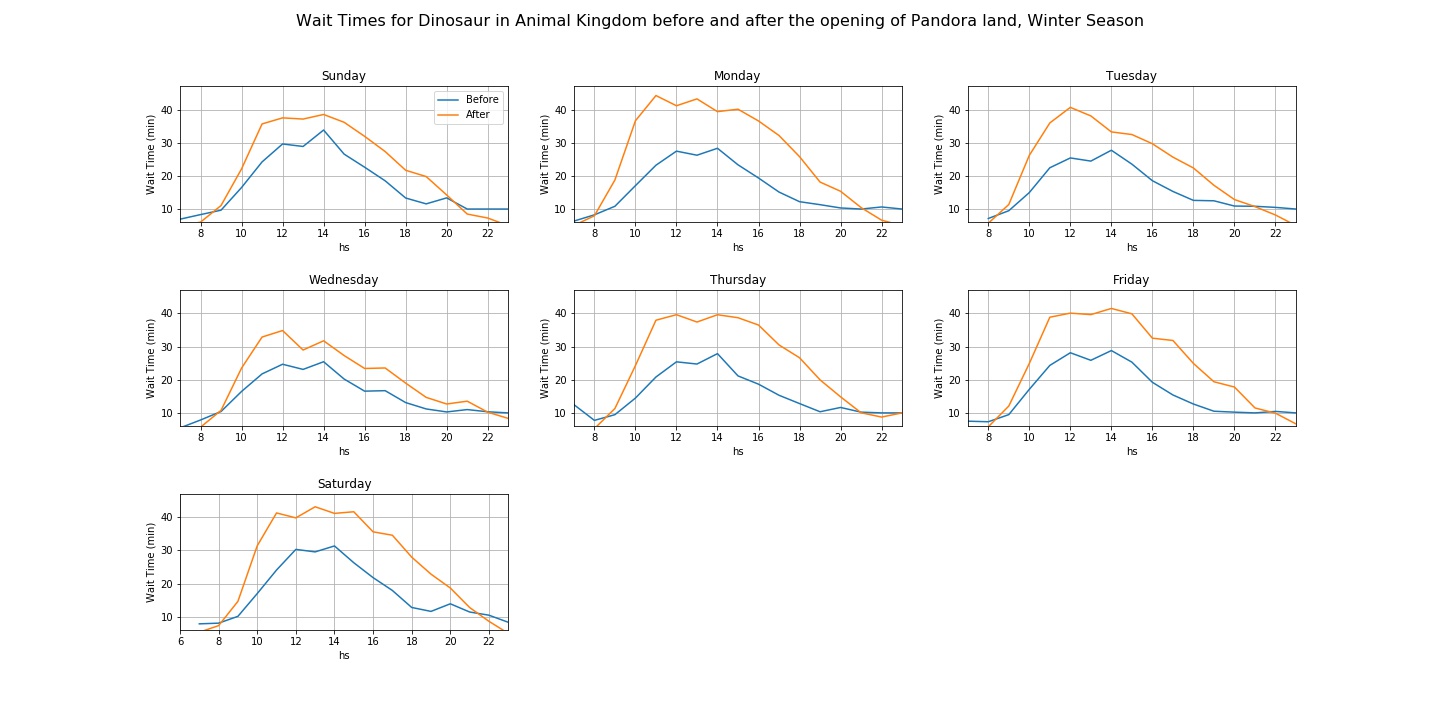 Wait Times for Dinosaur in Animal Kingdom before and after the opening of Pandora land, Winter Season
Sunday
Wait Time (min)
40
30
20
10
8 10 12 14 16 18 20 22
hs
Before
After
Monday
Wait Time (min)
40
30
20
10
8 10 12 14 16 18 20 22
hs
Tuesday
Wait Time (min)
40
30
20
10
8 10 12 14 16 18 20 22
hs
Wednesday
Wait Time (min)
40
30
20
10
8 10 12 14 16 18 20 22
hs
Thursday
Wait Time (min)
40
30
20
10
8 10 12 14 16 18 20 22
hs
Friday
Wait Time (min)
40
30
20
10
8 10 12 14 16 18 20 22
hs
Saturday
Wait Time (min)
40
30
20
10
6 8 10 12 14 16 18 20 22
hs